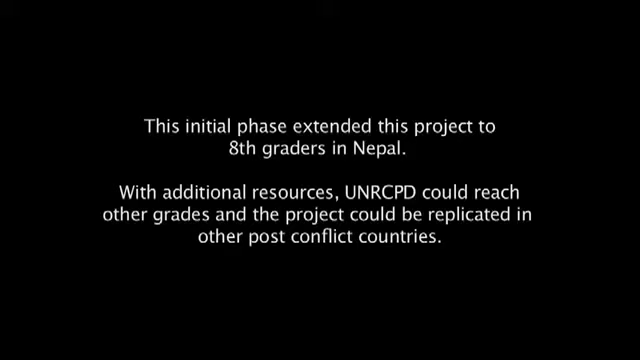 This initial phase extended this project to
8th graders in Nepal.
With additional resources, UNRCPD could reach
other grades and the project could be replicated in
other post conflict countries.